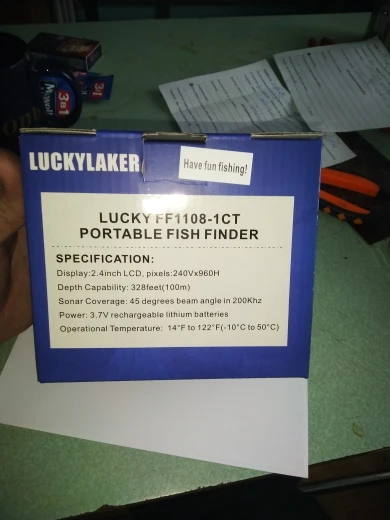 3в1
LUCKYLAKER
Have fun fishing!
LUCKY FF1108-1CT
PORTABLE FISH FINDER
SPECIFICATION:
Display:2.4inch LCD, pixels:240Vx960H
Depth Capability: 328feet(100m)
Sonar Coverage: 45 degrees beam angle in 200Khz
Power: 3.7V rechargeable lithium batteries
Operational Temperature: 14°F to 122°F(-10°C to 50°C)